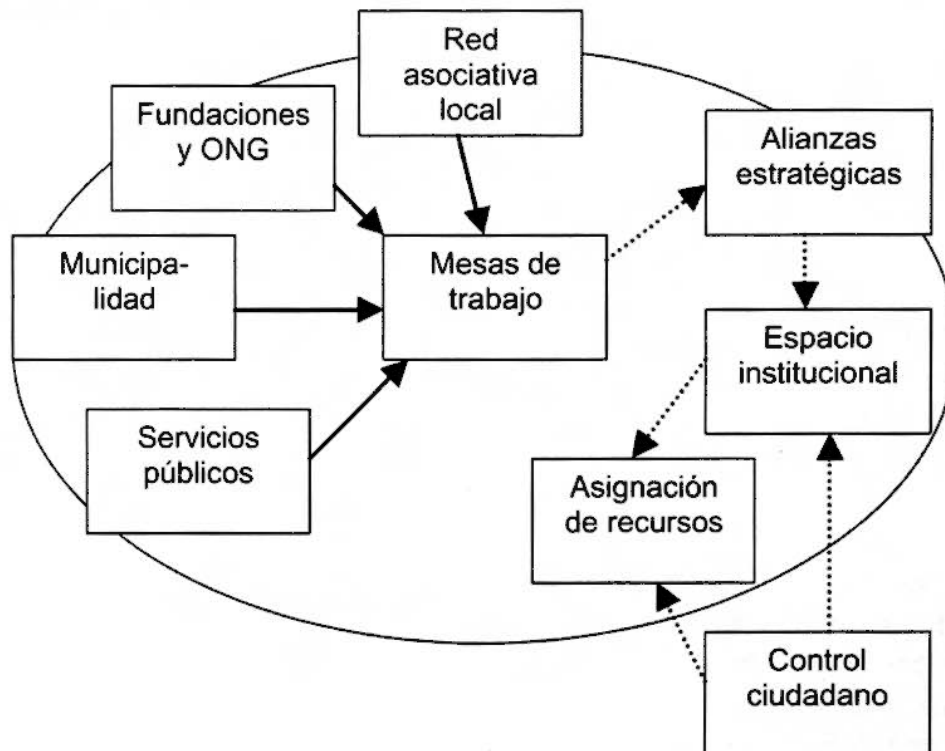 Red
asociativa
local
Fundaciones
y ONG
Alianzas
estratégicas
Municipa-
lidad
Mesas de
trabajo
Espacio
institucional
Servicios
públicos
Asignación
de recursos
Control
ciudadano